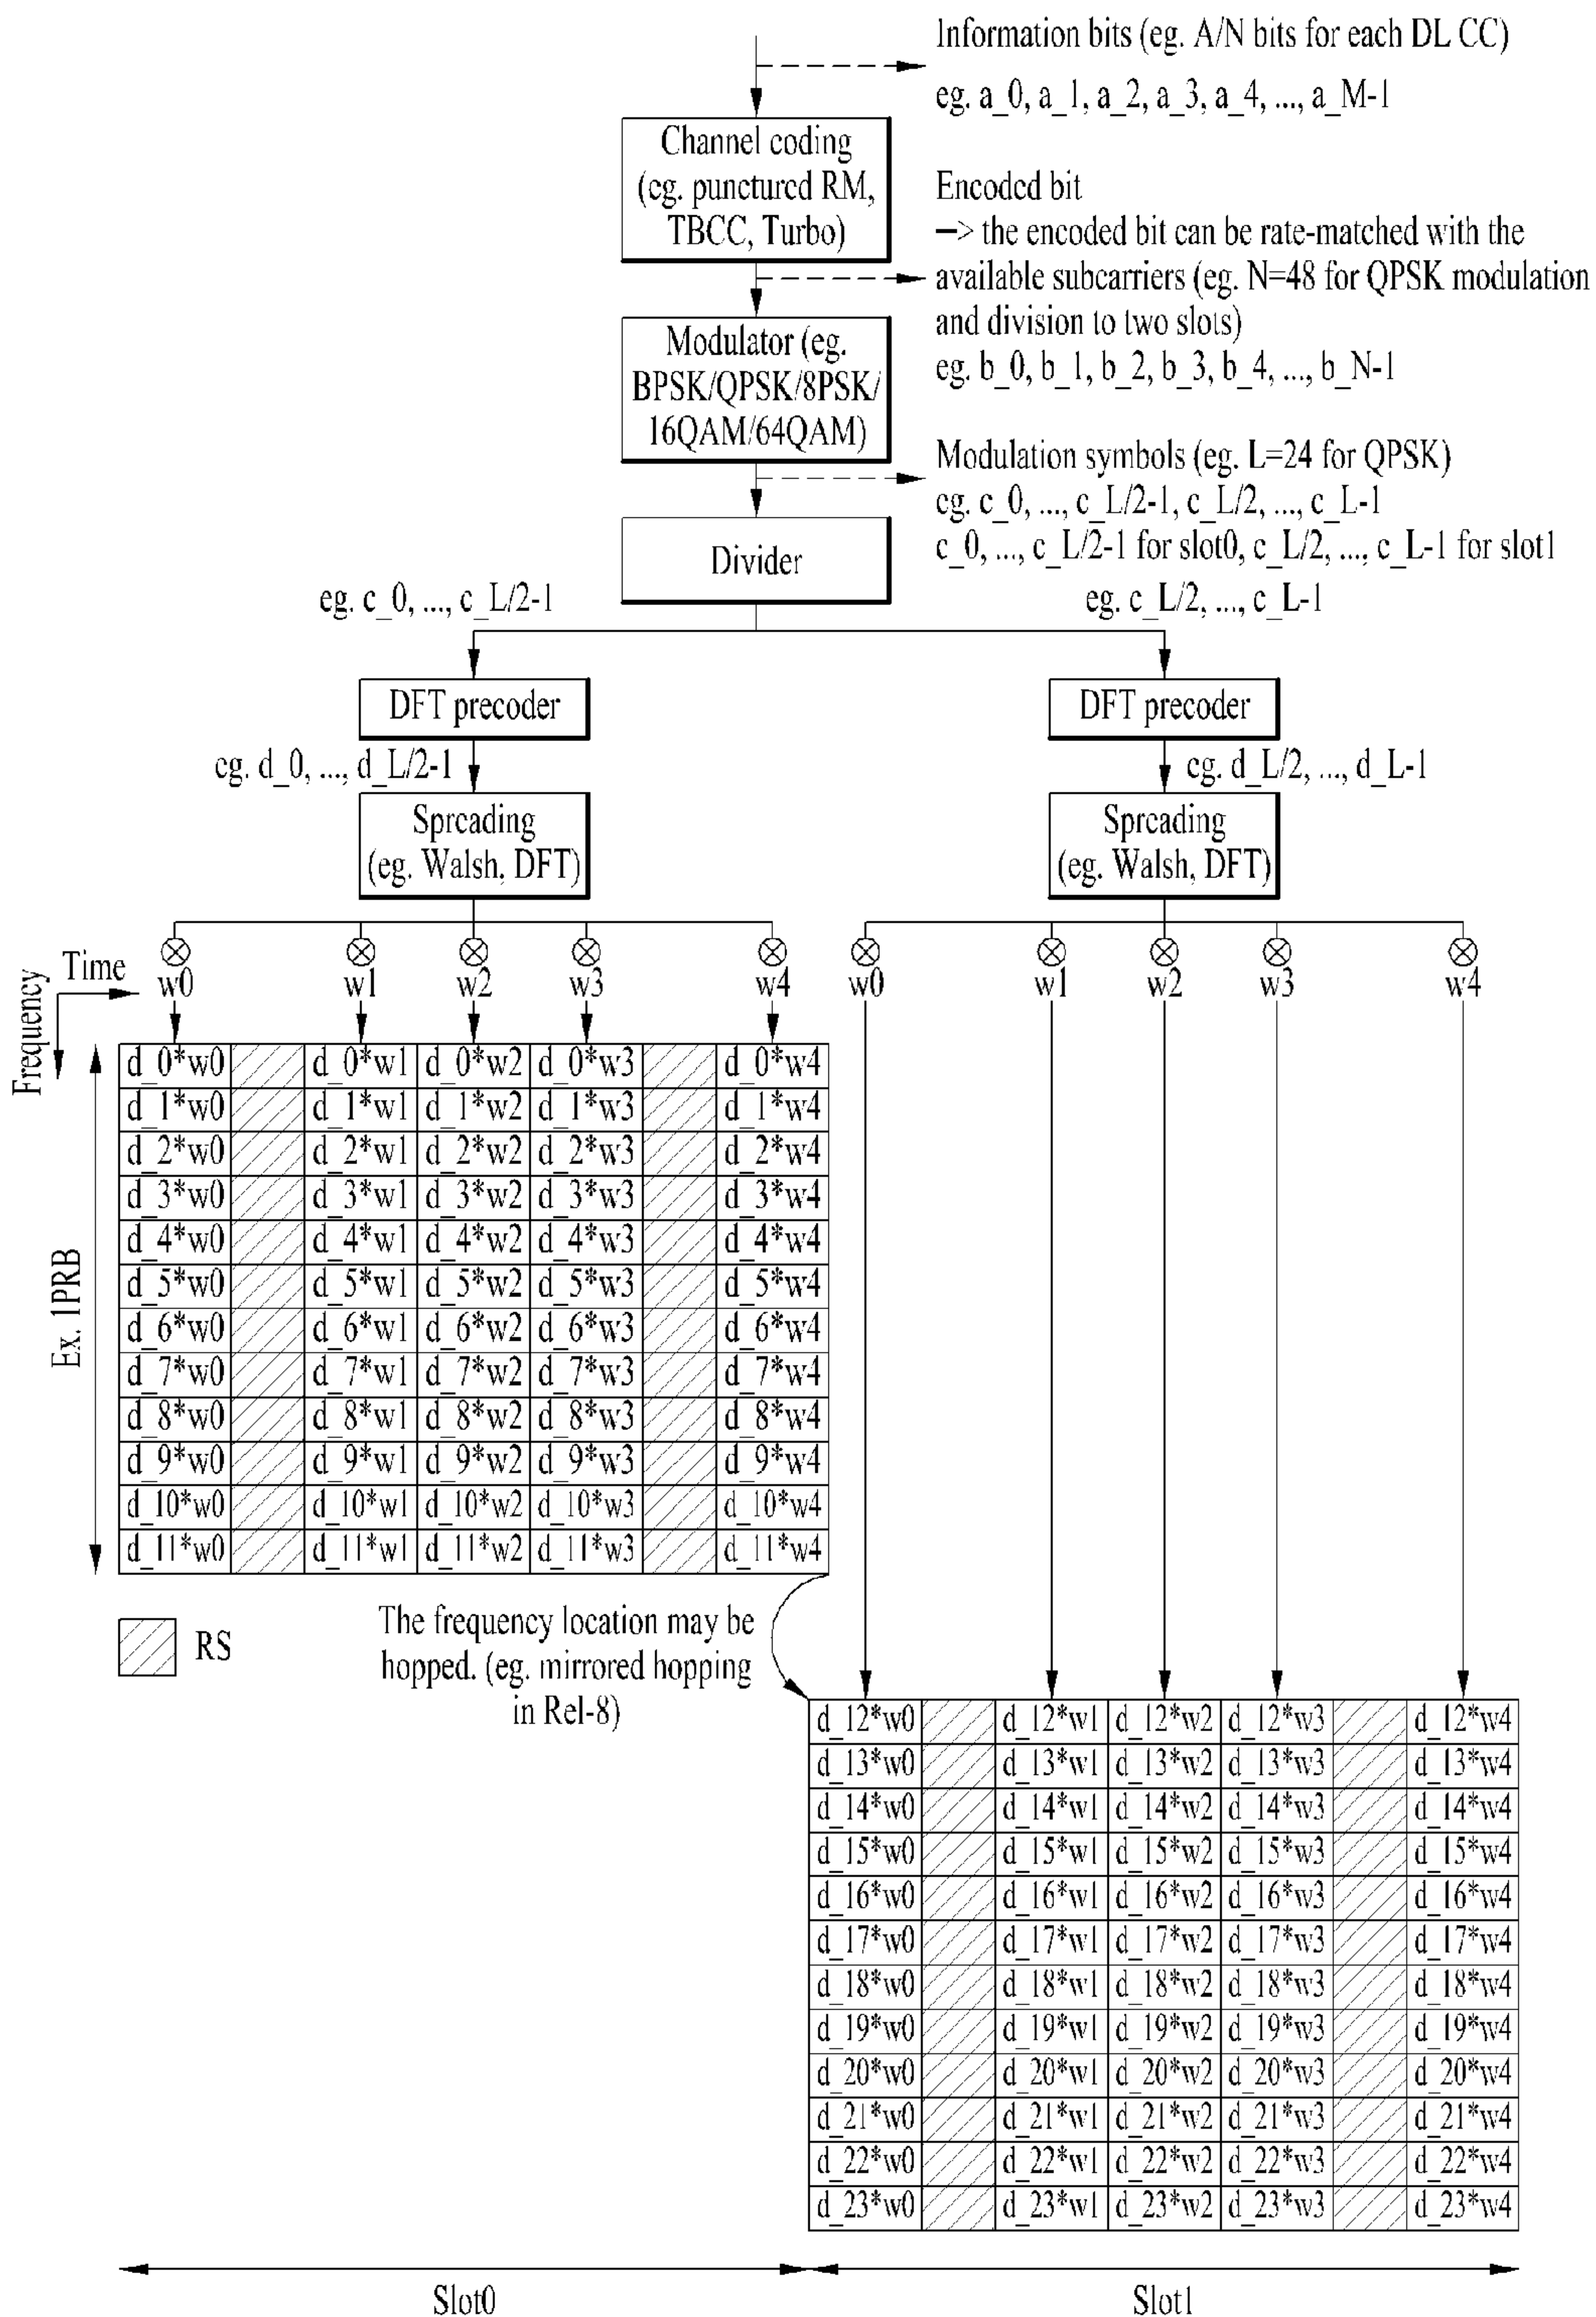 Information bits (eg. A/N bits for each DL CC)
eg. a_0, a_1, a_2, a_3, a_4, ..., a_M-1
Channel coding
(eg. punctured RM,
TBCC, Turbo)
Encoded bit
—> the encoded bit can be rate-matched with the
available subcarriers (eg. N=48 for QPSK modulation
and division to two slots)
eg. b_0, b_1, b_2, b_3, b_4, ..., b_N-1
Modulator (eg.
BPSK/QPSK/8PSK/
16QAM/64QAM)
Modulation symbols (eg. L=24 for QPSK)
eg. c_0, ..., c_L/2-1, c_L/2, ..., c_L-1
c_0, ..., c_L/2-1 for slot0, c_L/2, ..., c_L-1 for slot1
Divider
eg. c_0, ..., c_L/2-1
eg. c_L/2, ..., c_L-1
DFT precoder
DFT precoder
eg. d_0, ..., d_L/2-1
eg. d_L/2, ..., d_L-1
Spreading
(eg. Walsh, DFT)
Spreading
(eg. Walsh, DFT)
Time
Frequency
w0 w1 w2 w3 w4
w0 w1 w2 w3 w4
Ex. 1PRB
d_0*w0 d_0*w1 d_0*w2 d_0*w3 d_0*w4
d_1*w0 d_1*w1 d_1*w2 d_1*w3 d_1*w4
d_2*w0 d_2*w1 d_2*w2 d_2*w3 d_2*w4
d_3*w0 d_3*w1 d_3*w2 d_3*w3 d_3*w4
d_4*w0 d_4*w1 d_4*w2 d_4*w3 d_4*w4
d_5*w0 d_5*w1 d_5*w2 d_5*w3 d_5*w4
d_6*w0 d_6*w1 d_6*w2 d_6*w3 d_6*w4
d_7*w0 d_7*w1 d_7*w2 d_7*w3 d_7*w4
d_8*w0 d_8*w1 d_8*w2 d_8*w3 d_8*w4
d_9*w0 d_9*w1 d_9*w2 d_9*w3 d_9*w4
d_10*w0 d_10*w1 d_10*w2 d_10*w3 d_10*w4
d_11*w0 d_11*w1 d_11*w2 d_11*w3 d_11*w4
RS
The frequency location may be
hopped. (eg. mirrored hopping
in Rel-8)
d_12*w0 d_12*w1 d_12*w2 d_12*w3 d_12*w4
d_13*w0 d_13*w1 d_13*w2 d_13*w3 d_13*w4
d_14*w0 d_14*w1 d_14*w2 d_14*w3 d_14*w4
d_15*w0 d_15*w1 d_15*w2 d_15*w3 d_15*w4
d_16*w0 d_16*w1 d_16*w2 d_16*w3 d_16*w4
d_17*w0 d_17*w1 d_17*w2 d_17*w3 d_17*w4
d_18*w0 d_18*w1 d_18*w2 d_18*w3 d_18*w4
d_19*w0 d_19*w1 d_19*w2 d_19*w3 d_19*w4
d_20*w0 d_20*w1 d_20*w2 d_20*w3 d_20*w4
d_21*w0 d_21*w1 d_21*w2 d_21*w3 d_21*w4
d_22*w0 d_22*w1 d_22*w2 d_22*w3 d_22*w4
d_23*w0 d_23*w1 d_23*w2 d_23*w3 d_23*w4
Slot0
Slot1